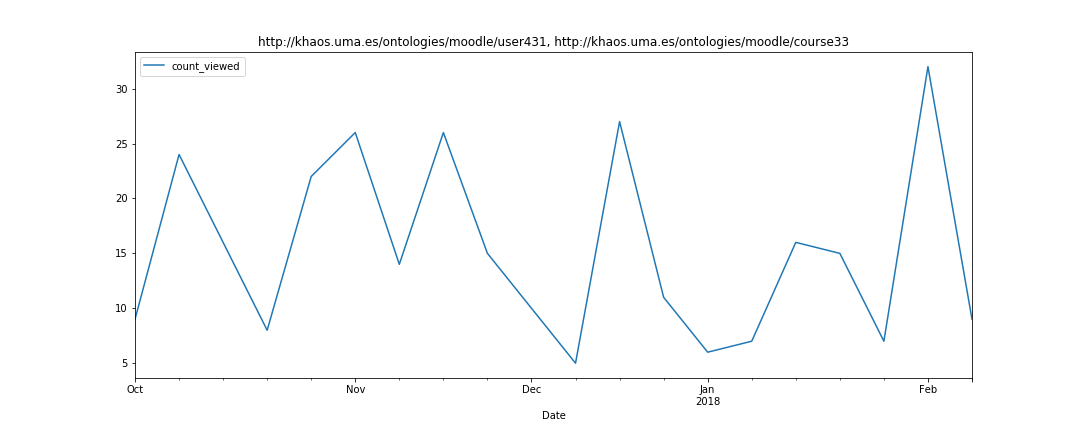 http://khaos.uma.es/ontologies/moodle/user431, http://khaos.uma.es/ontologies/moodle/course33
count_viewed
30
25
20
15
10
5
Oct Nov Dec Jan Feb
2018
Date